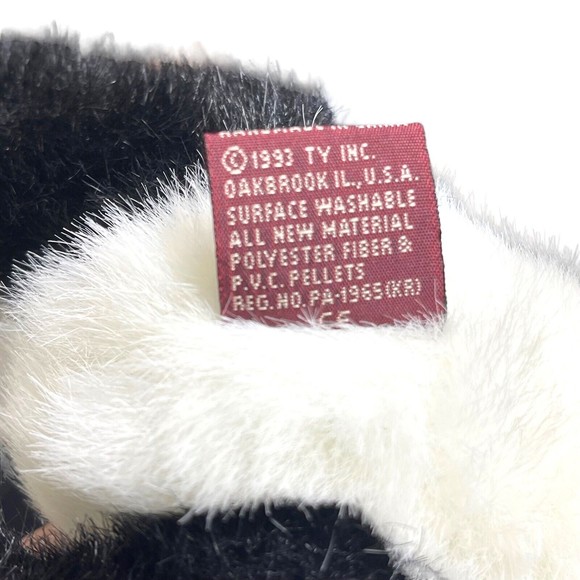 © 1993 TY INC.
OAKBROOK IL., U.S.A.
SURFACE WASHABLE
ALL NEW MATERIAL
POLYESTER FIBER &
P.V.C. PELLETS
REG. NO. PA-1965(KR)